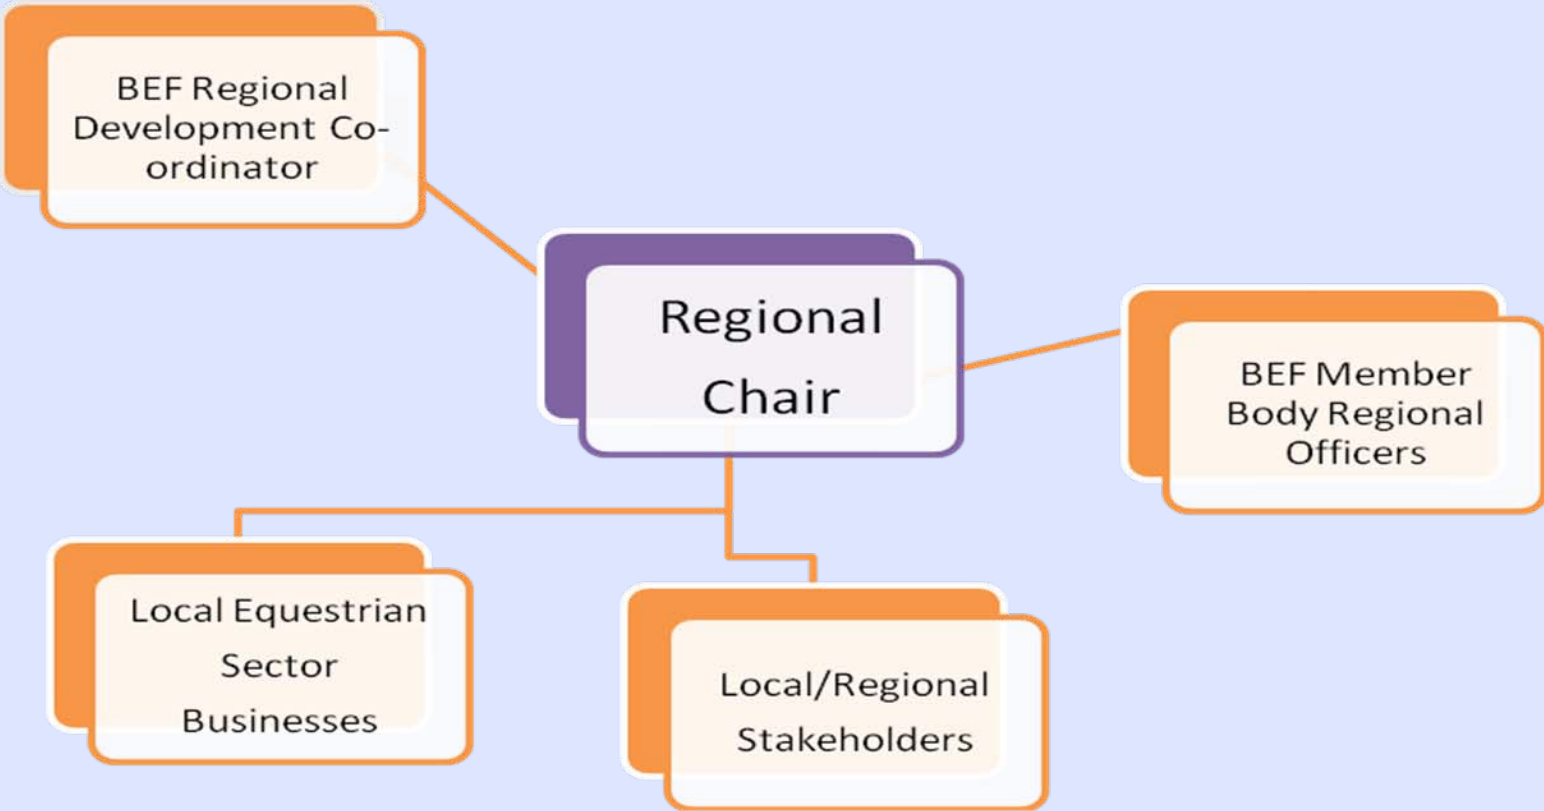 BEF Regional
Development Co-
ordinator
Regional
Chair
BEF Member
Body Regional
Officers
Local Equestrian
Sector
Businesses
Local/Regional
Stakeholders